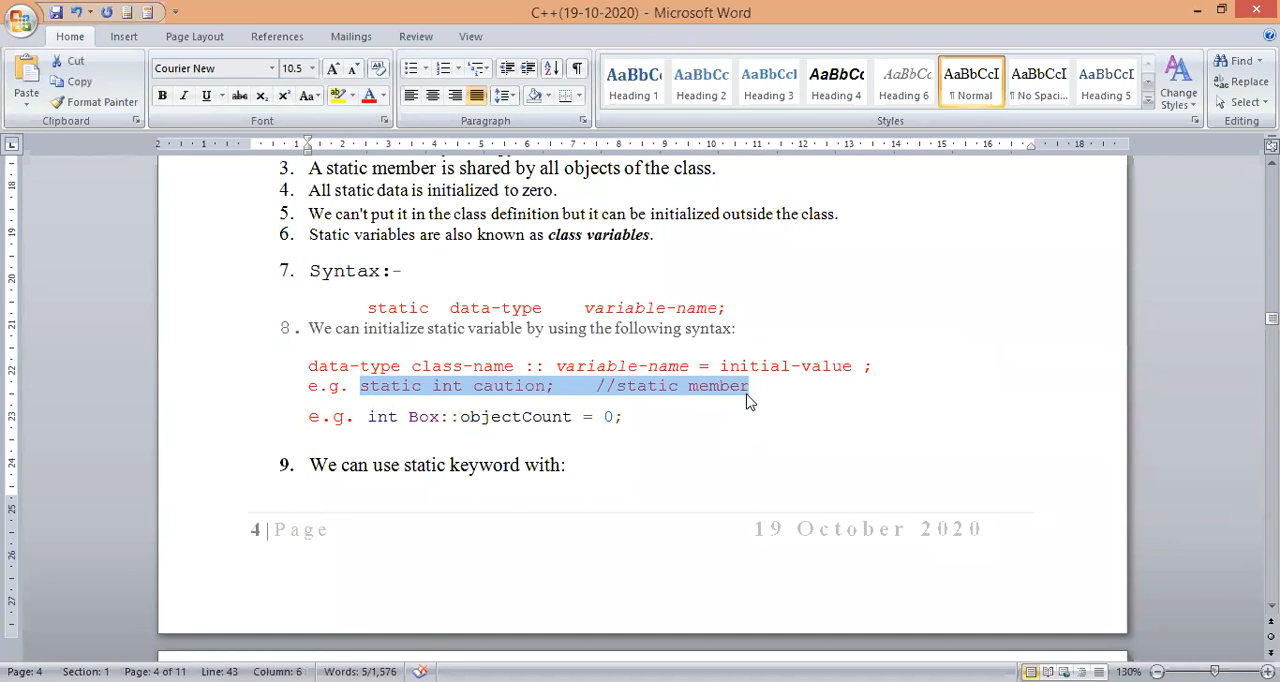 C++(19-10-2020) - Microsoft Word
Home Insert Page Layout References Mailings Review View
Paste
Cut
Copy
Format Painter
Clipboard
Courier New 10.5
Font
Paragraph
AaBbCc AaBbCc AaBbCcI AaBbCc AaBbCc AaBbCcI AaBbCcI AaBbCcI
Heading 1 Heading 2 Heading 3 Heading 4 Heading 6 ¶ Normal ¶ No Spaci... Heading 5
Change Styles
Styles
Find
Replace
Select
Editing
3. A static member is shared by all objects of the class.
4. All static data is initialized to zero.
5. We can't put it in the class definition but it can be initialized outside the class.
6. Static variables are also known as class variables.
7. Syntax:-
static data-type variable-name;
8. We can initialize static variable by using the following syntax:
data-type class-name :: variable-name = initial-value ;
e.g. static int caution; //static member
e.g. int Box::objectCount = 0;
9. We can use static keyword with:
4 | Page 19 October 2020
Page: 4 Section: 1 Page: 4 of 11 Line: 43 Column: 6 Words: 5/1,576 130%